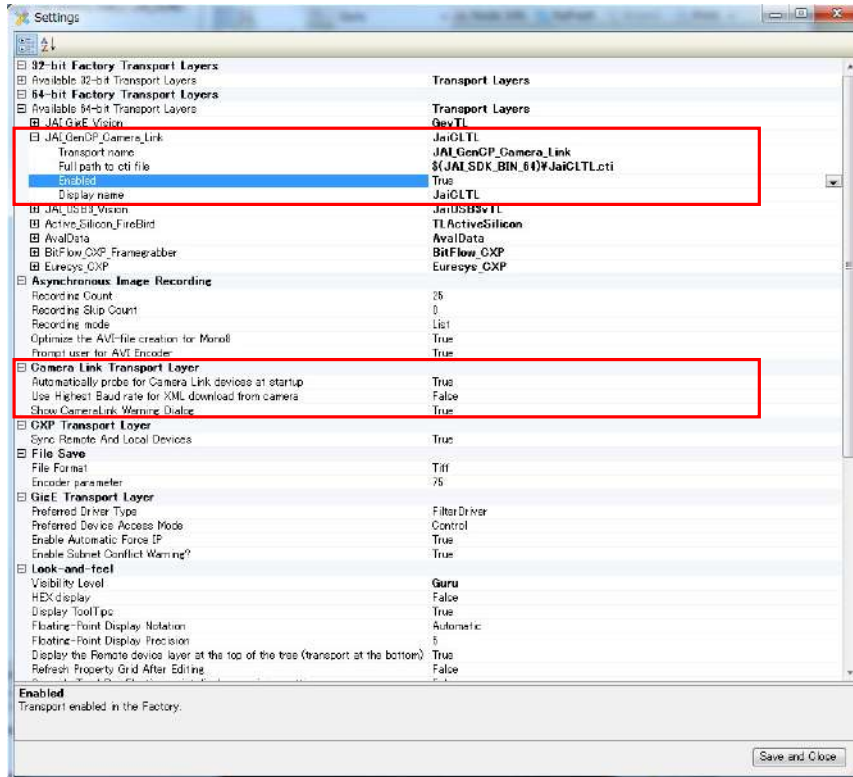 Settings
32-bit Factory Transport Layers
Available 32-bit Transport Layers Transport Layers
64-bit Factory Transport Layers
Available 64-bit Transport Layers Transport Layers
JAI_GigE_Vision GevTL
JAI_GenCP_Camera_Link JaiCLTL
Transport name JAI_GenCP_Camera_Link
Full path to cti file $(JAI_SDK_BIN_64)¥JaiCLTL.cti
Enabled True
Display name JaiCLTL
JAI_USB3_Vision JaiUSB3vTL
Active_Silicon_FireBird TLActiveSilicon
AvalData AvalData
BitFlow_CXP_Framegrabber BitFlow_CXP
Euresys_CXP Euresys_CXP
Asynchronous Image Recording
Recording Count 25
Recording Skip Count 0
Recording mode List
Optimize the AVI-file creation for Mono8 True
Prompt user for AVI Encoder True
Camera Link Transport Layer
Automatically probe for Camera Link devices at startup True
Use Highest Baud rate for XML download from camera False
Show CameraLink Warning Dialog True
CXP Transport Layer
Sync Remote And Local Devices True
File Save
File Format Tiff
Encoder parameter 75
GigE Transport Layer
Preferred Driver Type FilterDriver
Preferred Device Access Mode Control
Enable Automatic Force IP True
Enable Subnet Conflict Warning? True
Look-and-feel
Visibility Level Guru
HEX display False
Display ToolTips True
Floating-Point Display Notation Automatic
Floating-Point Display Precision 5
Display the Remote device layer at the top of the tree (transport at the bottom) True
Refresh Property Grid After Editing False
Enabled
Transport enabled in the Factory.
Save and Close